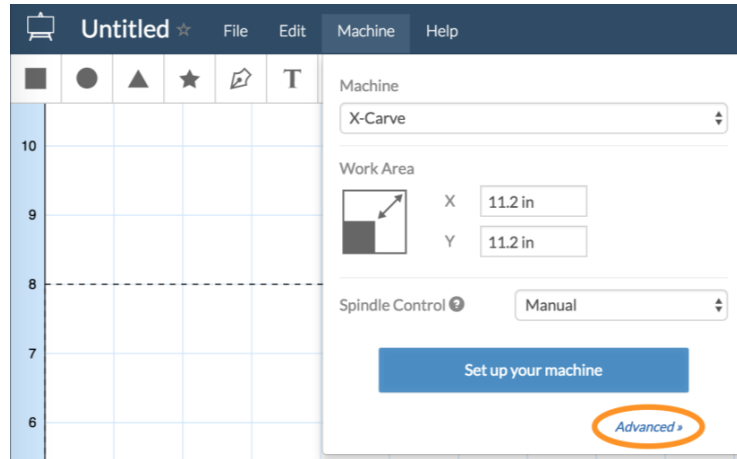 Untitled ☆ File Edit Machine Help
T
Machine
X-Carve
10
Work Area
X 11.2 in
9
Y 11.2 in
8
Spindle Control ?
Manual
7
Set up your machine
6
Advanced »